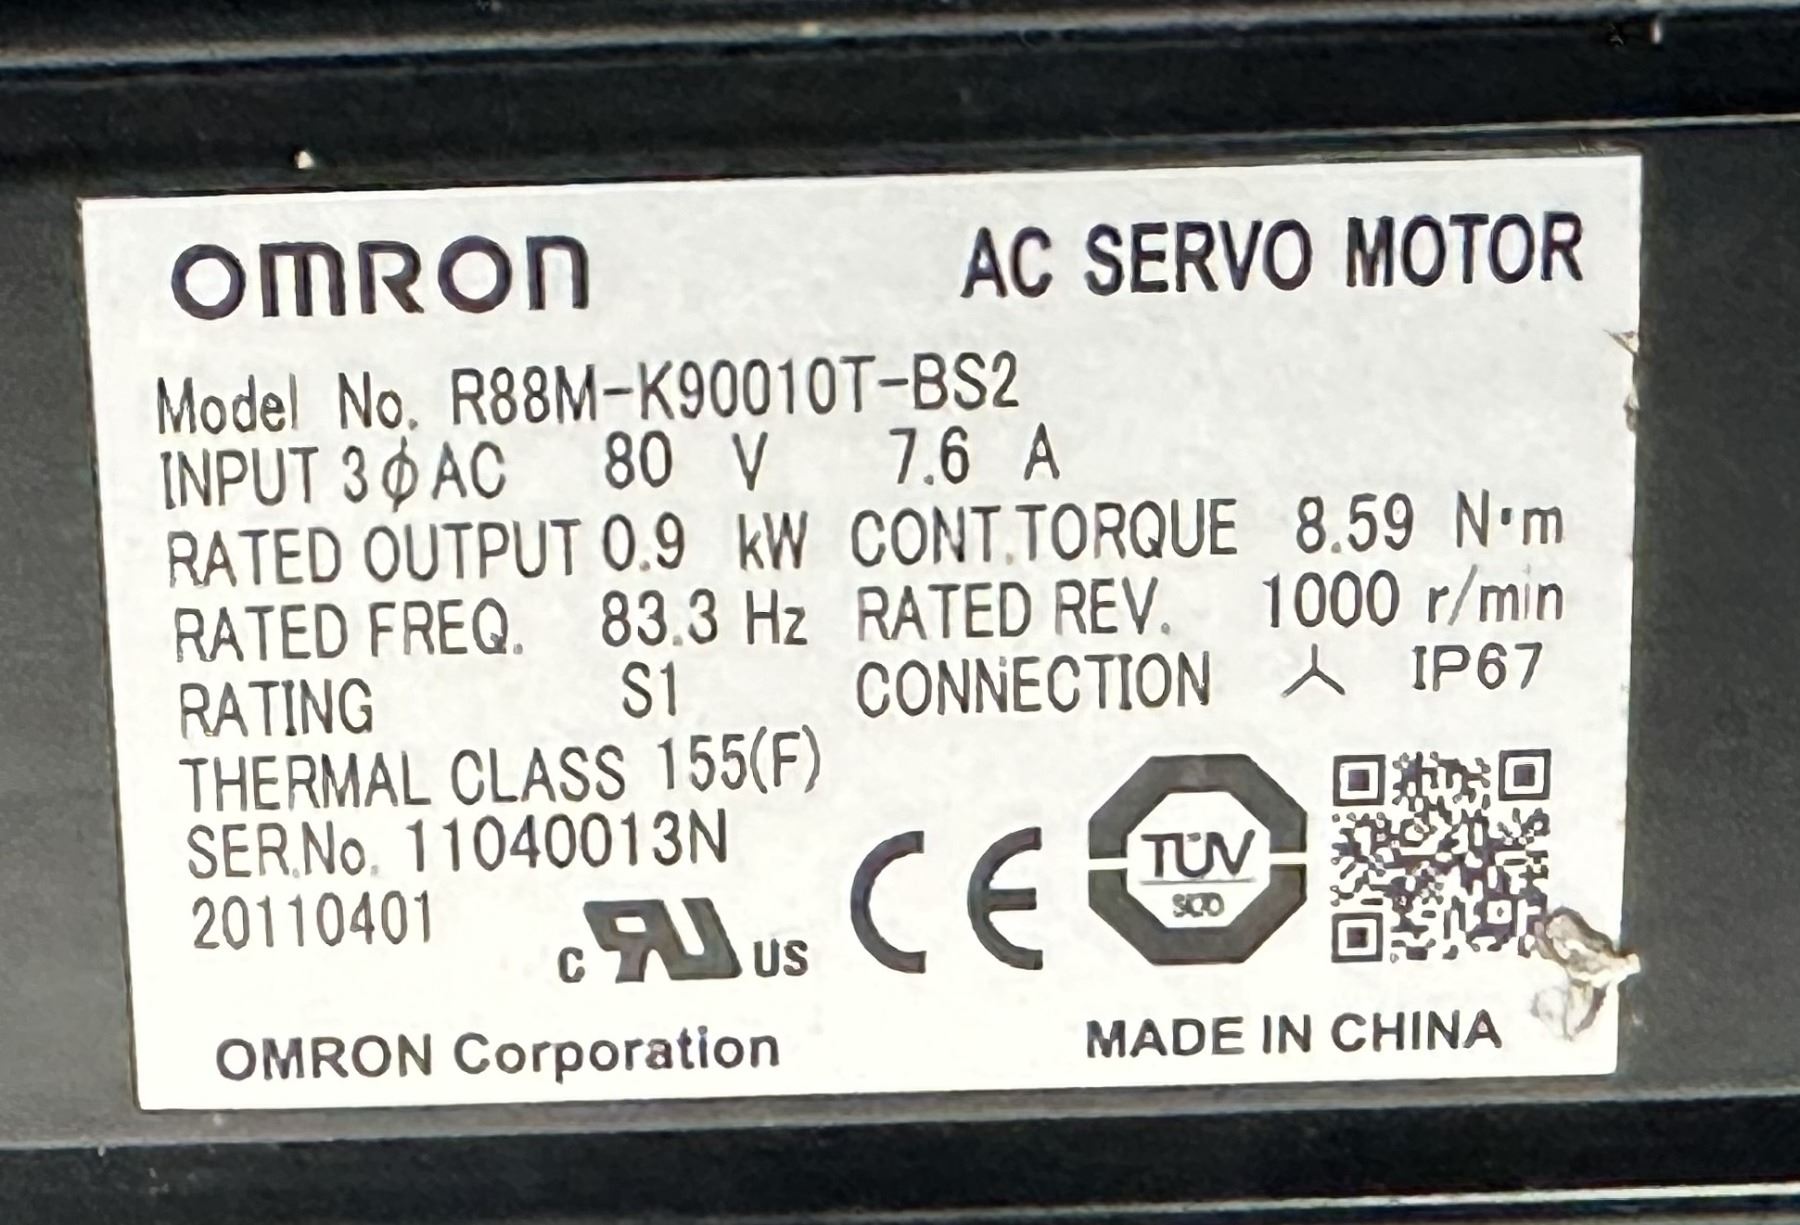 OMRON AC SERVO MOTOR
Model No. R88M-K90010T-BS2
INPUT 3ϕAC 80 V 7.6 A
RATED OUTPUT 0.9 kW CONT.TORQUE 8.59 N·m
RATED FREQ. 83.3 Hz RATED REV. 1000 r/min
RATING S1 CONNECTION 人 IP67
THERMAL CLASS 155(F)
SER.No. 11040013N
20110401
c RU US CE TÜV
OMRON Corporation MADE IN CHINA